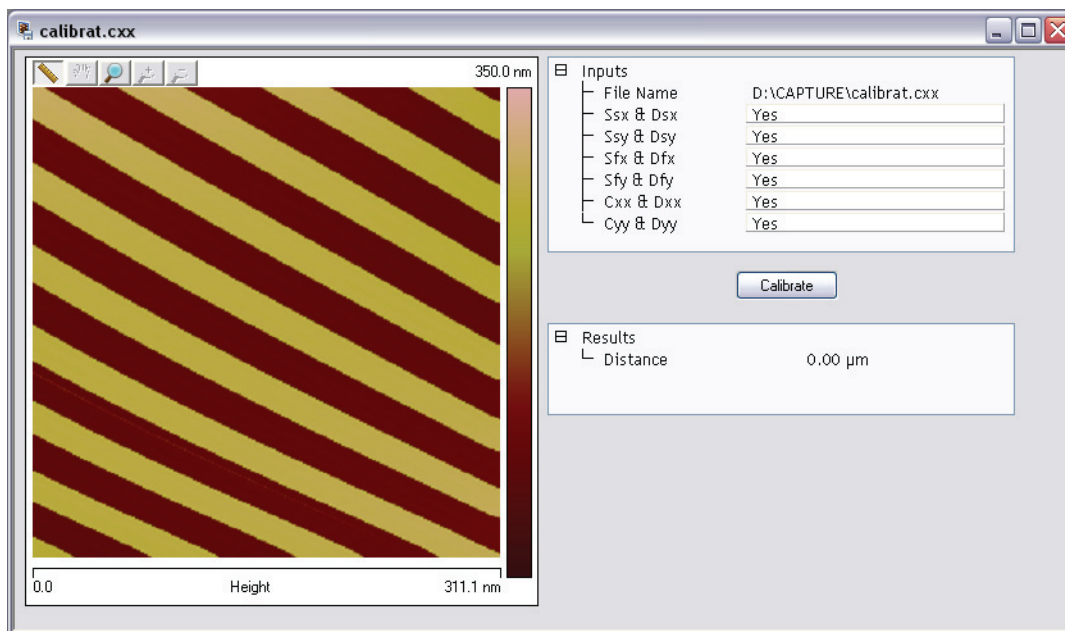 calibrat.cxx
350.0 nm
Inputs
File Name D:\CAPTURE\calibrat.cxx
Ssx & Dsx Yes
Ssy & Dsy Yes
Sfx & Dfx Yes
Sfy & Dfy Yes
Cxx & Dxx Yes
Cyy & Dyy Yes
Calibrate
Results
Distance 0.00 µm
0.0 Height 311.1 nm